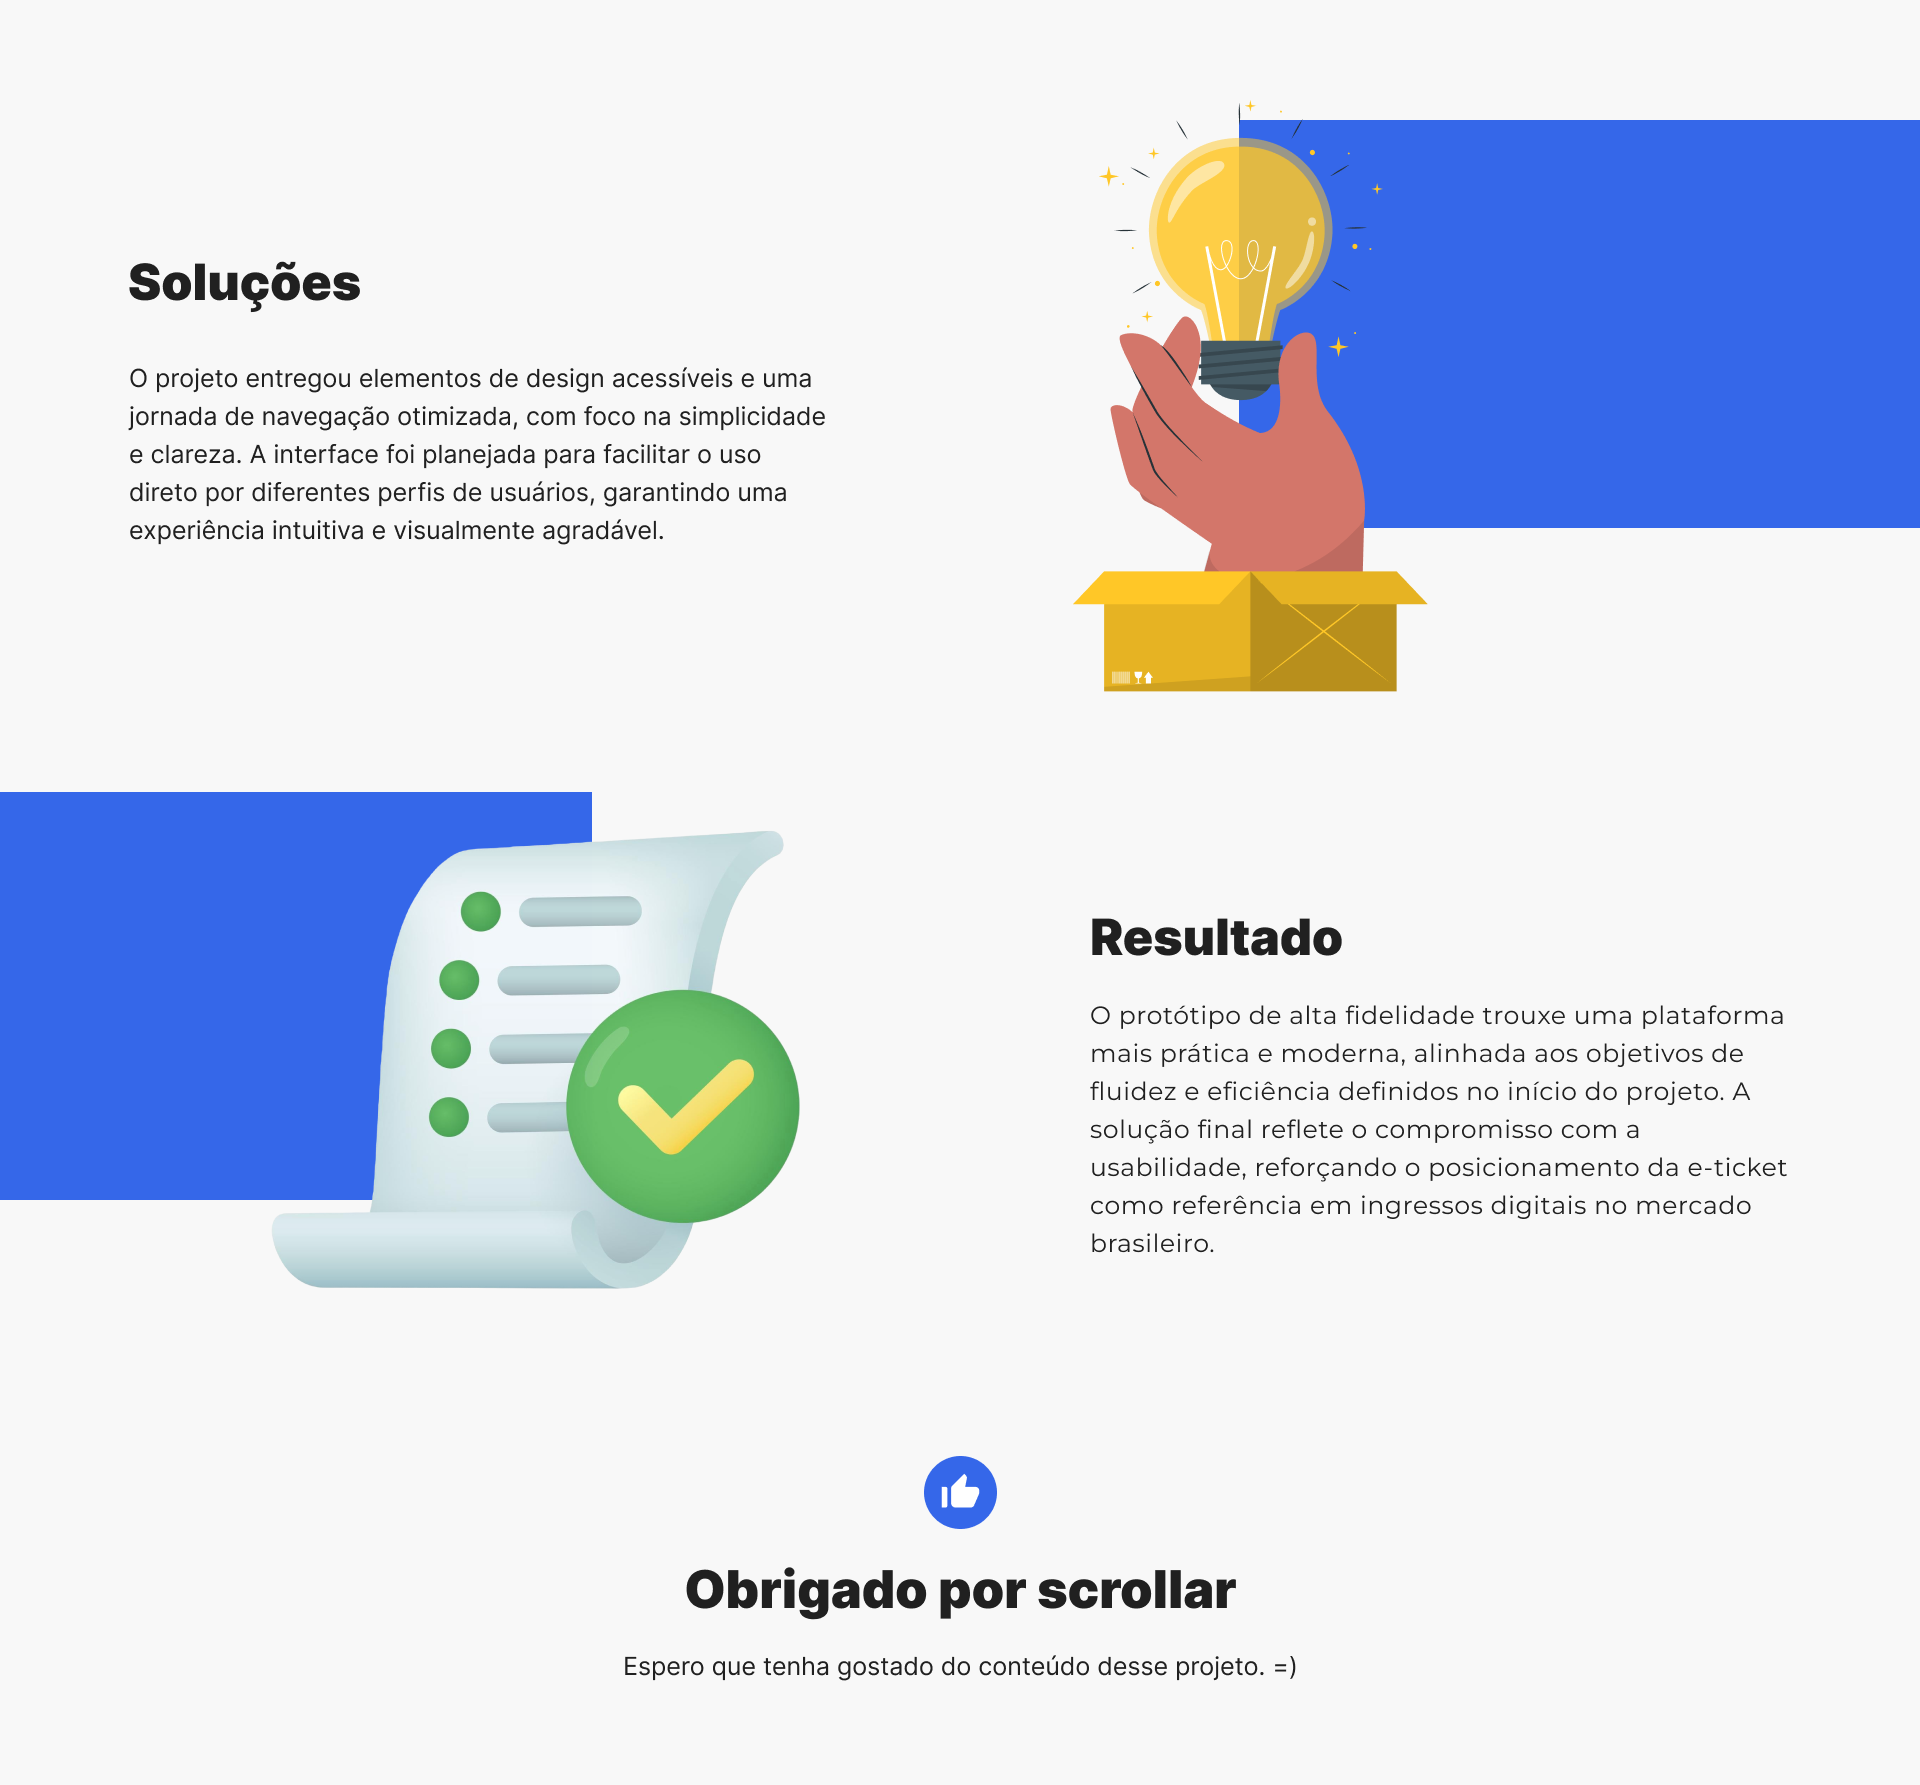 Soluções
O projeto entregou elementos de design acessíveis e uma
jornada de navegação otimizada, com foco na simplicidade
e clareza. A interface foi planejada para facilitar o uso
direto por diferentes perfis de usuários, garantindo uma
experiência intuitiva e visualmente agradável.
Resultado
O protótipo de alta fidelidade trouxe uma plataforma
mais prática e moderna, alinhada aos objetivos de
fluidez e eficiência definidos no início do projeto. A
solução final reflete o compromisso com a
usabilidade, reforçando o posicionamento da e-ticket
como referência em ingressos digitais no mercado
brasileiro.
Obrigado por scrollar
Espero que tenha gostado do conteúdo desse projeto. =)